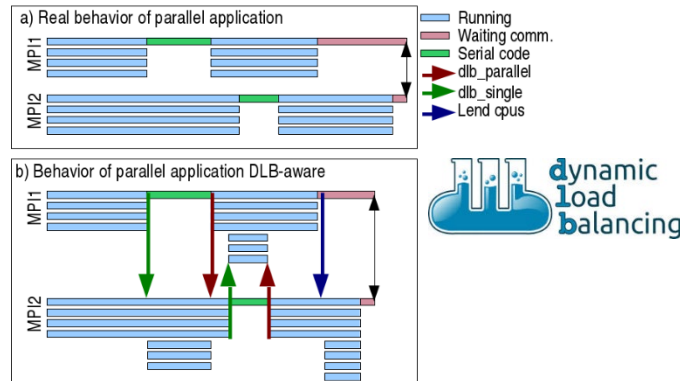 a) Real behavior of parallel application
MPI1
MPI2
Running
Waiting comm.
Serial code
dlb_parallel
dlb_single
Lend cpus
b) Behavior of parallel application DLB-aware
MPI1
MPI2
dynamic
load
balancing